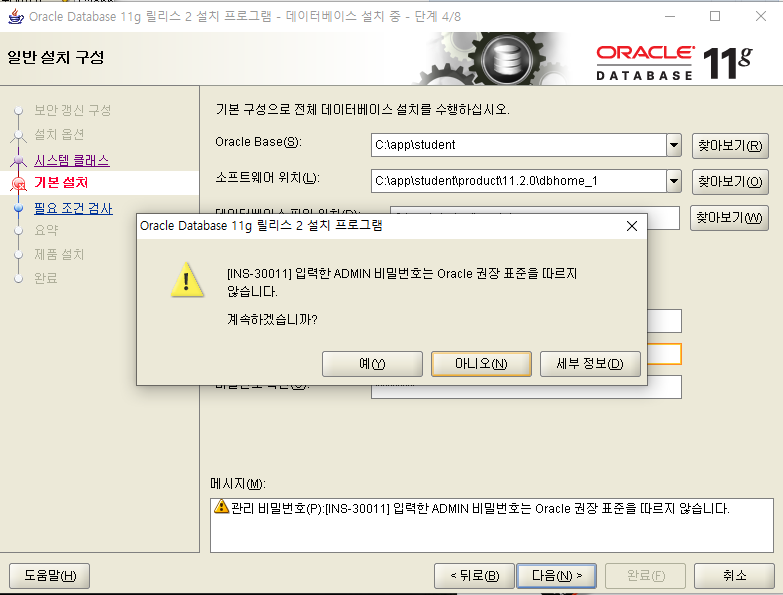 Oracle Database 11g 릴리스 2 설치 프로그램 - 데이터베이스 설치 중 - 단계 4/8
일반 설치 구성
ORACLE
DATABASE 11g
보안 갱신 구성
설치 옵션
시스템 클래스
기본 설치
필요 조건 검사
요약
제품 설치
완료
기본 구성으로 전체 데이터베이스 설치를 수행하십시오.
Oracle Base(S): C:\app\student 찾아보기(R)
소프트웨어 위치(L): C:\app\student\product\11.2.0\dbhome_1 찾아보기(O)
찾아보기(W)
Oracle Database 11g 릴리스 2 설치 프로그램
[INS-30011] 입력한 ADMIN 비밀번호는 Oracle 권장 표준을 따르지
않습니다.
계속하겠습니까?
예(Y) 아니오(N) 세부 정보(D)
메시지(M):
관리 비밀번호(P):[INS-30011] 입력한 ADMIN 비밀번호는 Oracle 권장 표준을 따르지 않습니다.
도움말(H) < 뒤로(B) 다음(N) > 완료(F) 취소